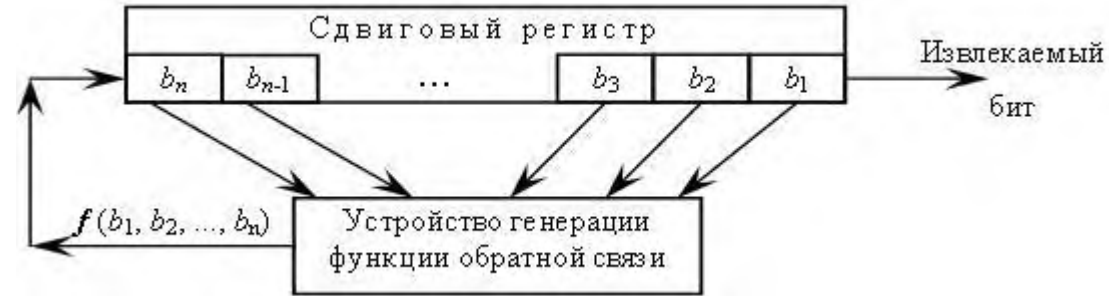 Сдвиговый регистр
bn bn-1 ... b3 b2 b1
Извлекаемый
бит
f (b1, b2, ..., bn)
Устройство генерации
функции обратной связи